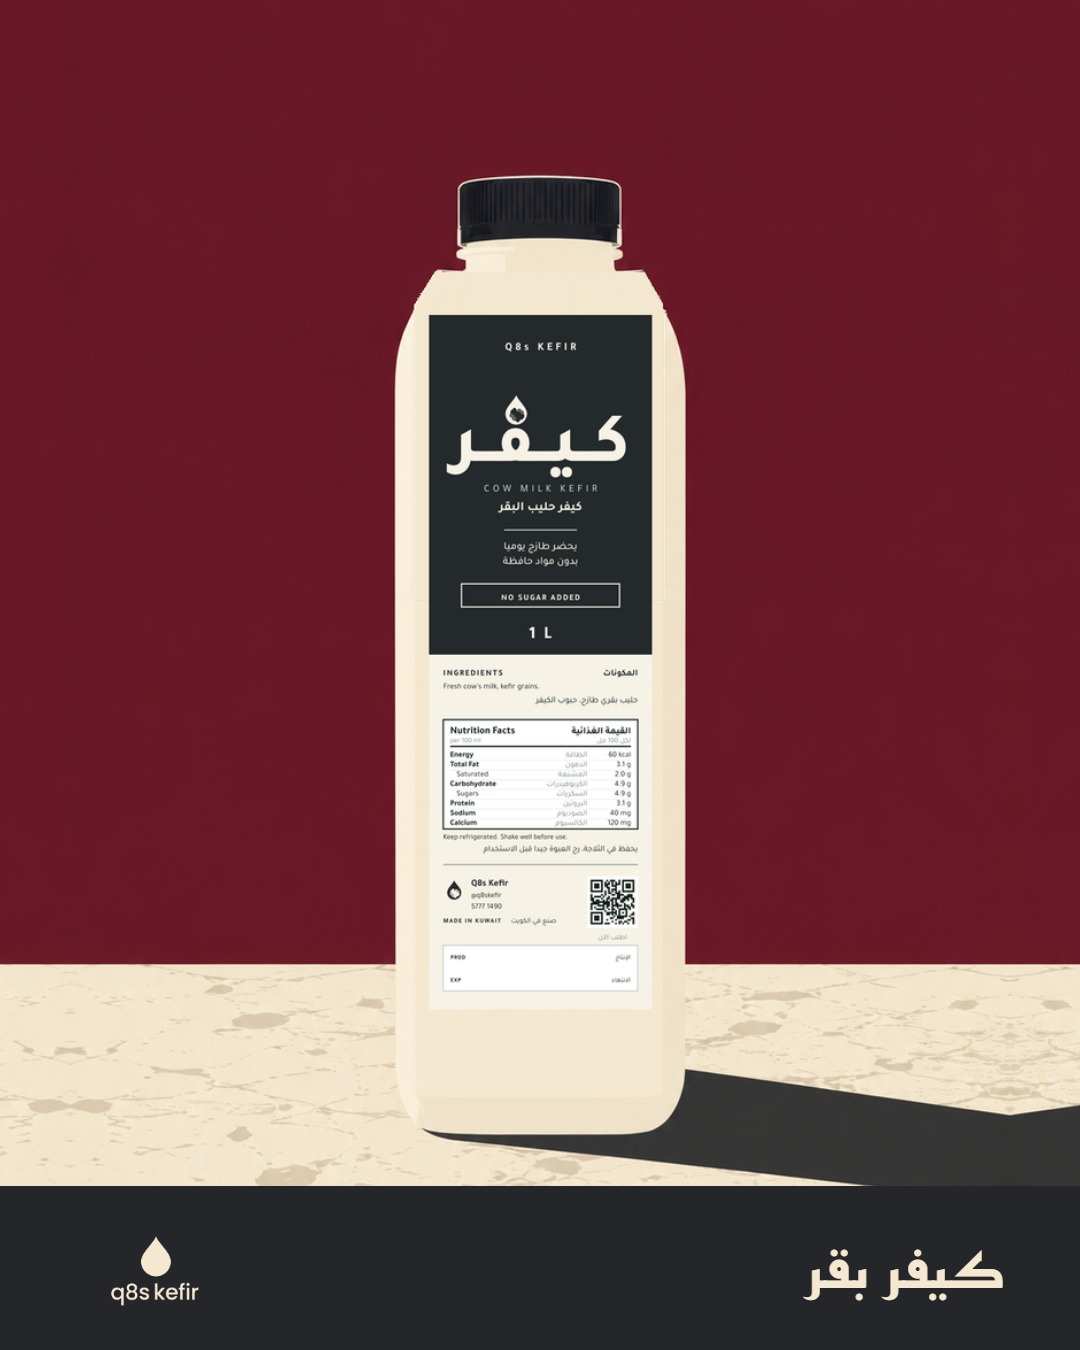 Q8s KEFIR
كيفر
COW MILK KEFIR
كيفر حليب البقر
يحضر طازج يوميا
بدون مواد حافظة
NO SUGAR ADDED
1 L
INGREDIENTS المكونات
Fresh cow's milk, kefir grains.
حليب بقري طازج، حبوب الكيفر
Nutrition Facts القيمة الغذائية
per 100 ml لكل 100 مل
Energy الطاقة 60 kcal
Total Fat الدهون 3.1 g
Saturated المشبعة 2.0 g
Carbohydrate الكربوهيدرات 4.9 g
Sugars السكريات 4.9 g
Protein البروتين 3.1 g
Sodium الصوديوم 40 mg
Calcium الكالسيوم 120 mg
Keep refrigerated. Shake well before use.
يحفظ في الثلاجة. رج العبوة جيدا قبل الاستخدام
Q8s Kefir
@q8skefir
5777 1490
MADE IN KUWAIT صنع في الكويت
اطلب الآن
PROD الإنتاج
EXP الانتهاء
q8s kefir
كيفر بقر